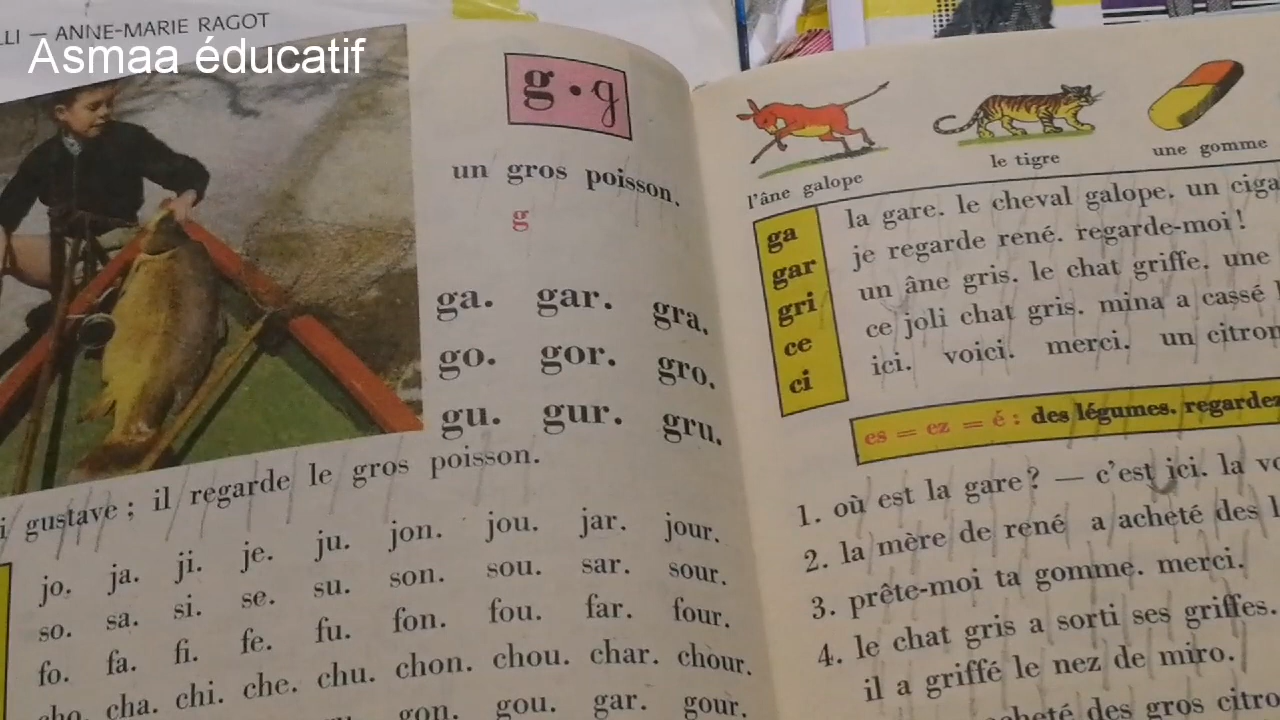 LLI — ANNE-MARIE RAGOT
Asmaa éducatif
g • g
un gros poisson.
g
ga. gar. gra.
go. gor. gro.
gu. gur. gru.
i gustave ; il regarde le gros poisson.
jo. ja. ji. je. ju. jon. jou. jar. jour.
so. sa. si. se. su. son. sou. sar. sour.
fo. fa. fi. fe. fu. fon. fou. far. four.
cho. cha. chi. che. chu. chon. chou. char. chour.
gon. gou. gar. gour.
l'âne galope
le tigre
une gomme
ga
gar
gri
ce
ci
la gare. le cheval galope. un ciga
je regarde rené. regarde-moi !
un âne gris. le chat griffe. une
ce joli chat gris. mina a cassé l
ici. voici. merci. un citron
es = ez = é : des légumes. regardez
1. où est la gare ? — c'est ici. la vo
2. la mère de rené a acheté des l
3. prête-moi ta gomme. merci.
4. le chat gris a sorti ses griffes.
il a griffé le nez de miro.
acheté des gros citro